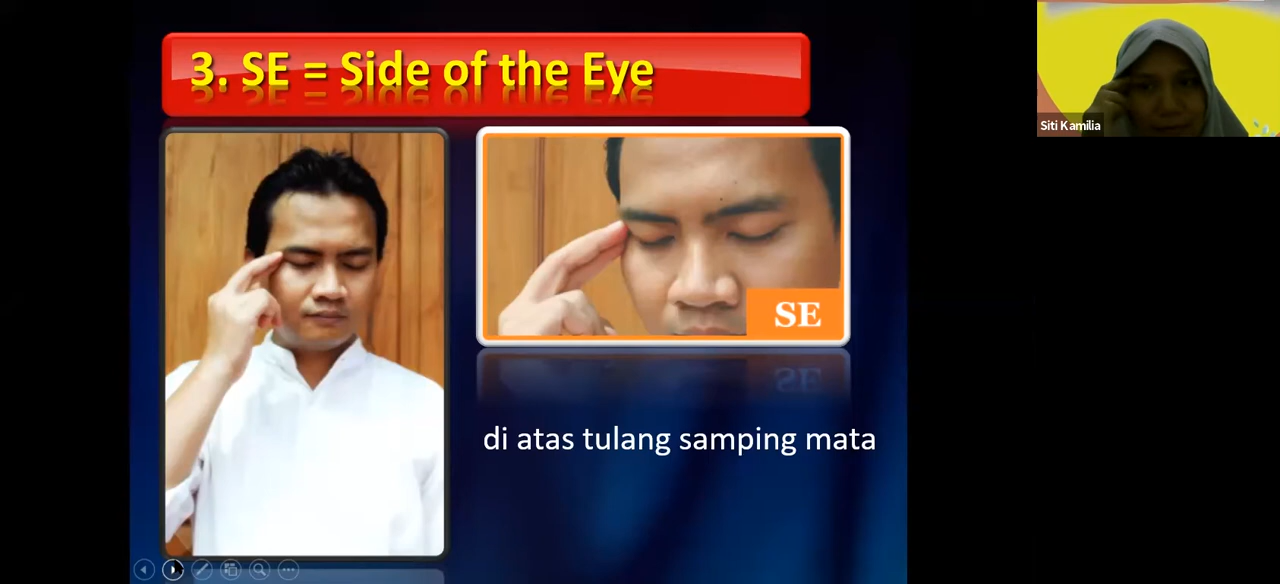 3. SE = Side of the Eye
SE
di atas tulang samping mata
Siti Kamilia